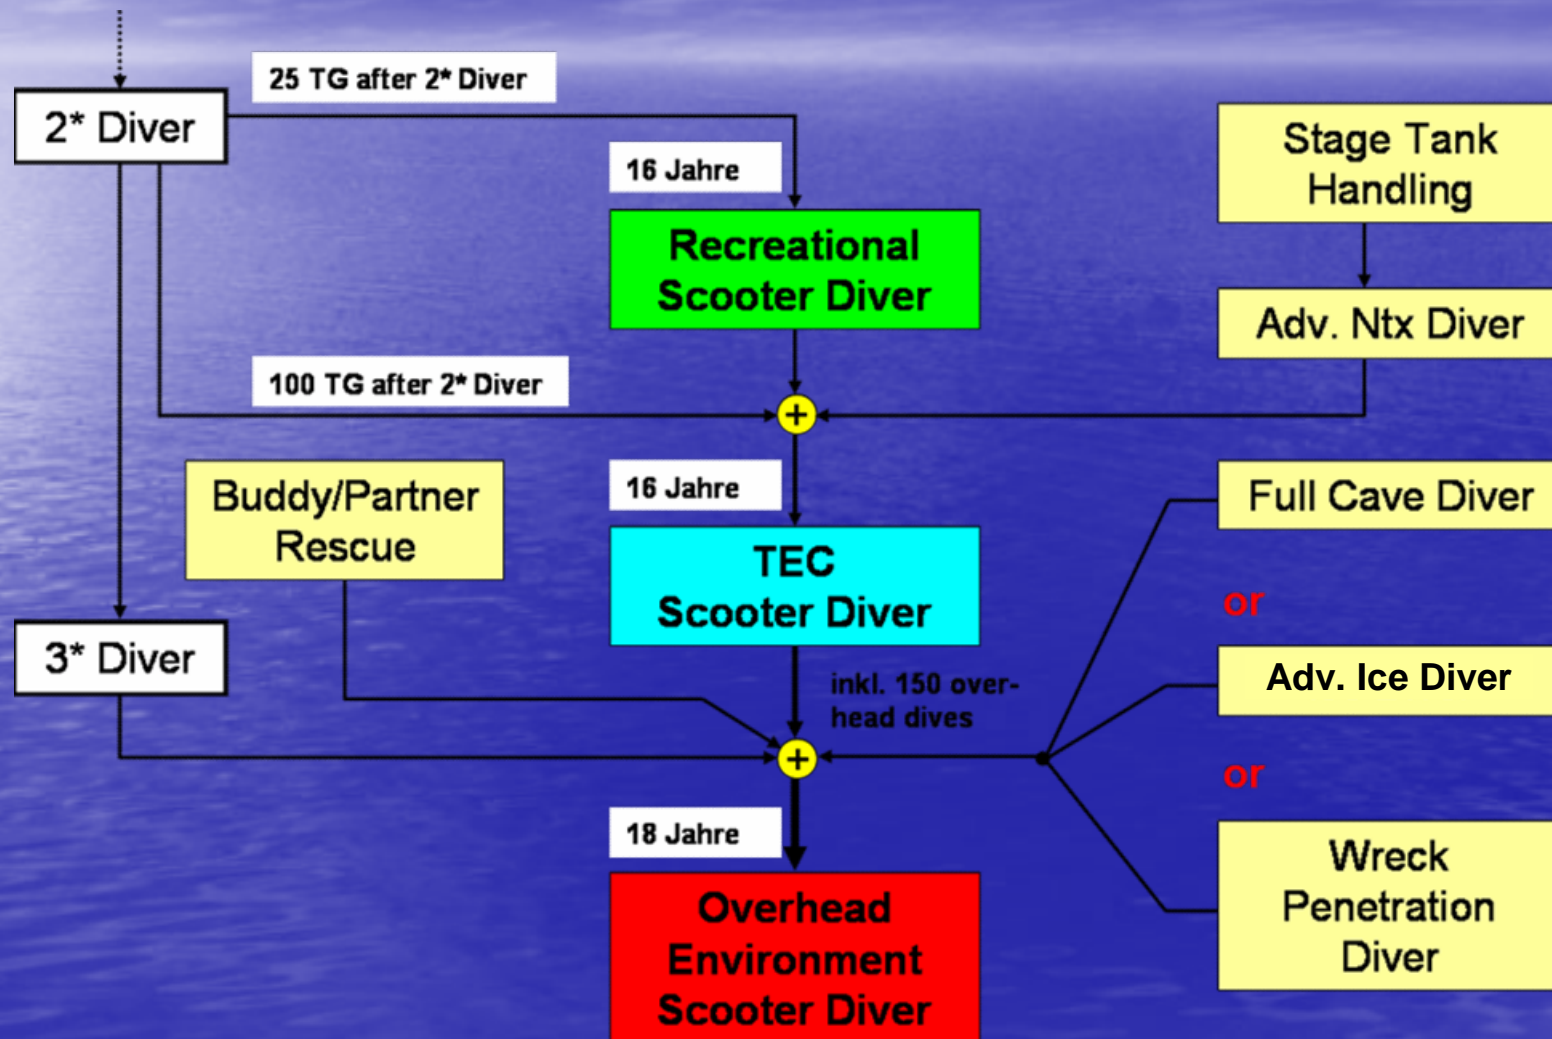 25 TG after 2* Diver
2* Diver
16 Jahre
Stage Tank
Handling
Recreational
Scooter Diver
Adv. Ntx Diver
100 TG after 2* Diver
+
Buddy/Partner
Rescue
16 Jahre
Full Cave Diver
TEC
Scooter Diver
or
3* Diver
inkl. 150 over-
head dives
Adv. Ice Diver
+
or
18 Jahre
Wreck
Penetration
Diver
Overhead
Environment
Scooter Diver